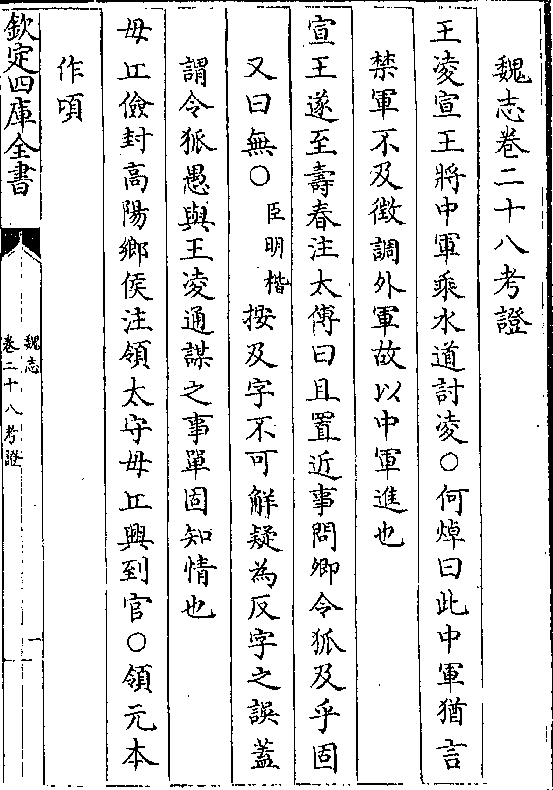 魏志卷二十八考證
王凌宣王將中軍乘水道討凌○何焯曰此中軍猶言
禁軍不及徵調外軍故以中軍進也
宣王遂至壽春注太傅曰且置近事問卿令狐及乎固
又曰無○臣明楷按及字不可解疑為反字之誤蓋
謂令狐愚與王凌通謀之事單固知情也
毋丘儉封高陽鄉侯注領太守毋丘興到官○領元本
作項
欽定四庫全書
魏志
卷二十八考證
一